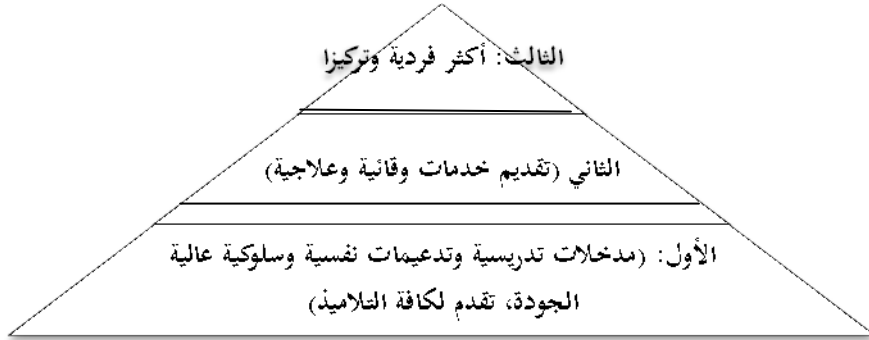 الثالث: أكثر فردية وتركيزا
الثاني (تقديم خدمات وقائية وعلاجية)
الأول: (مدخلات تدريسية وتدعيمات نفسية وسلوكية عالية
الجودة، تقدم لكافة التلاميذ)